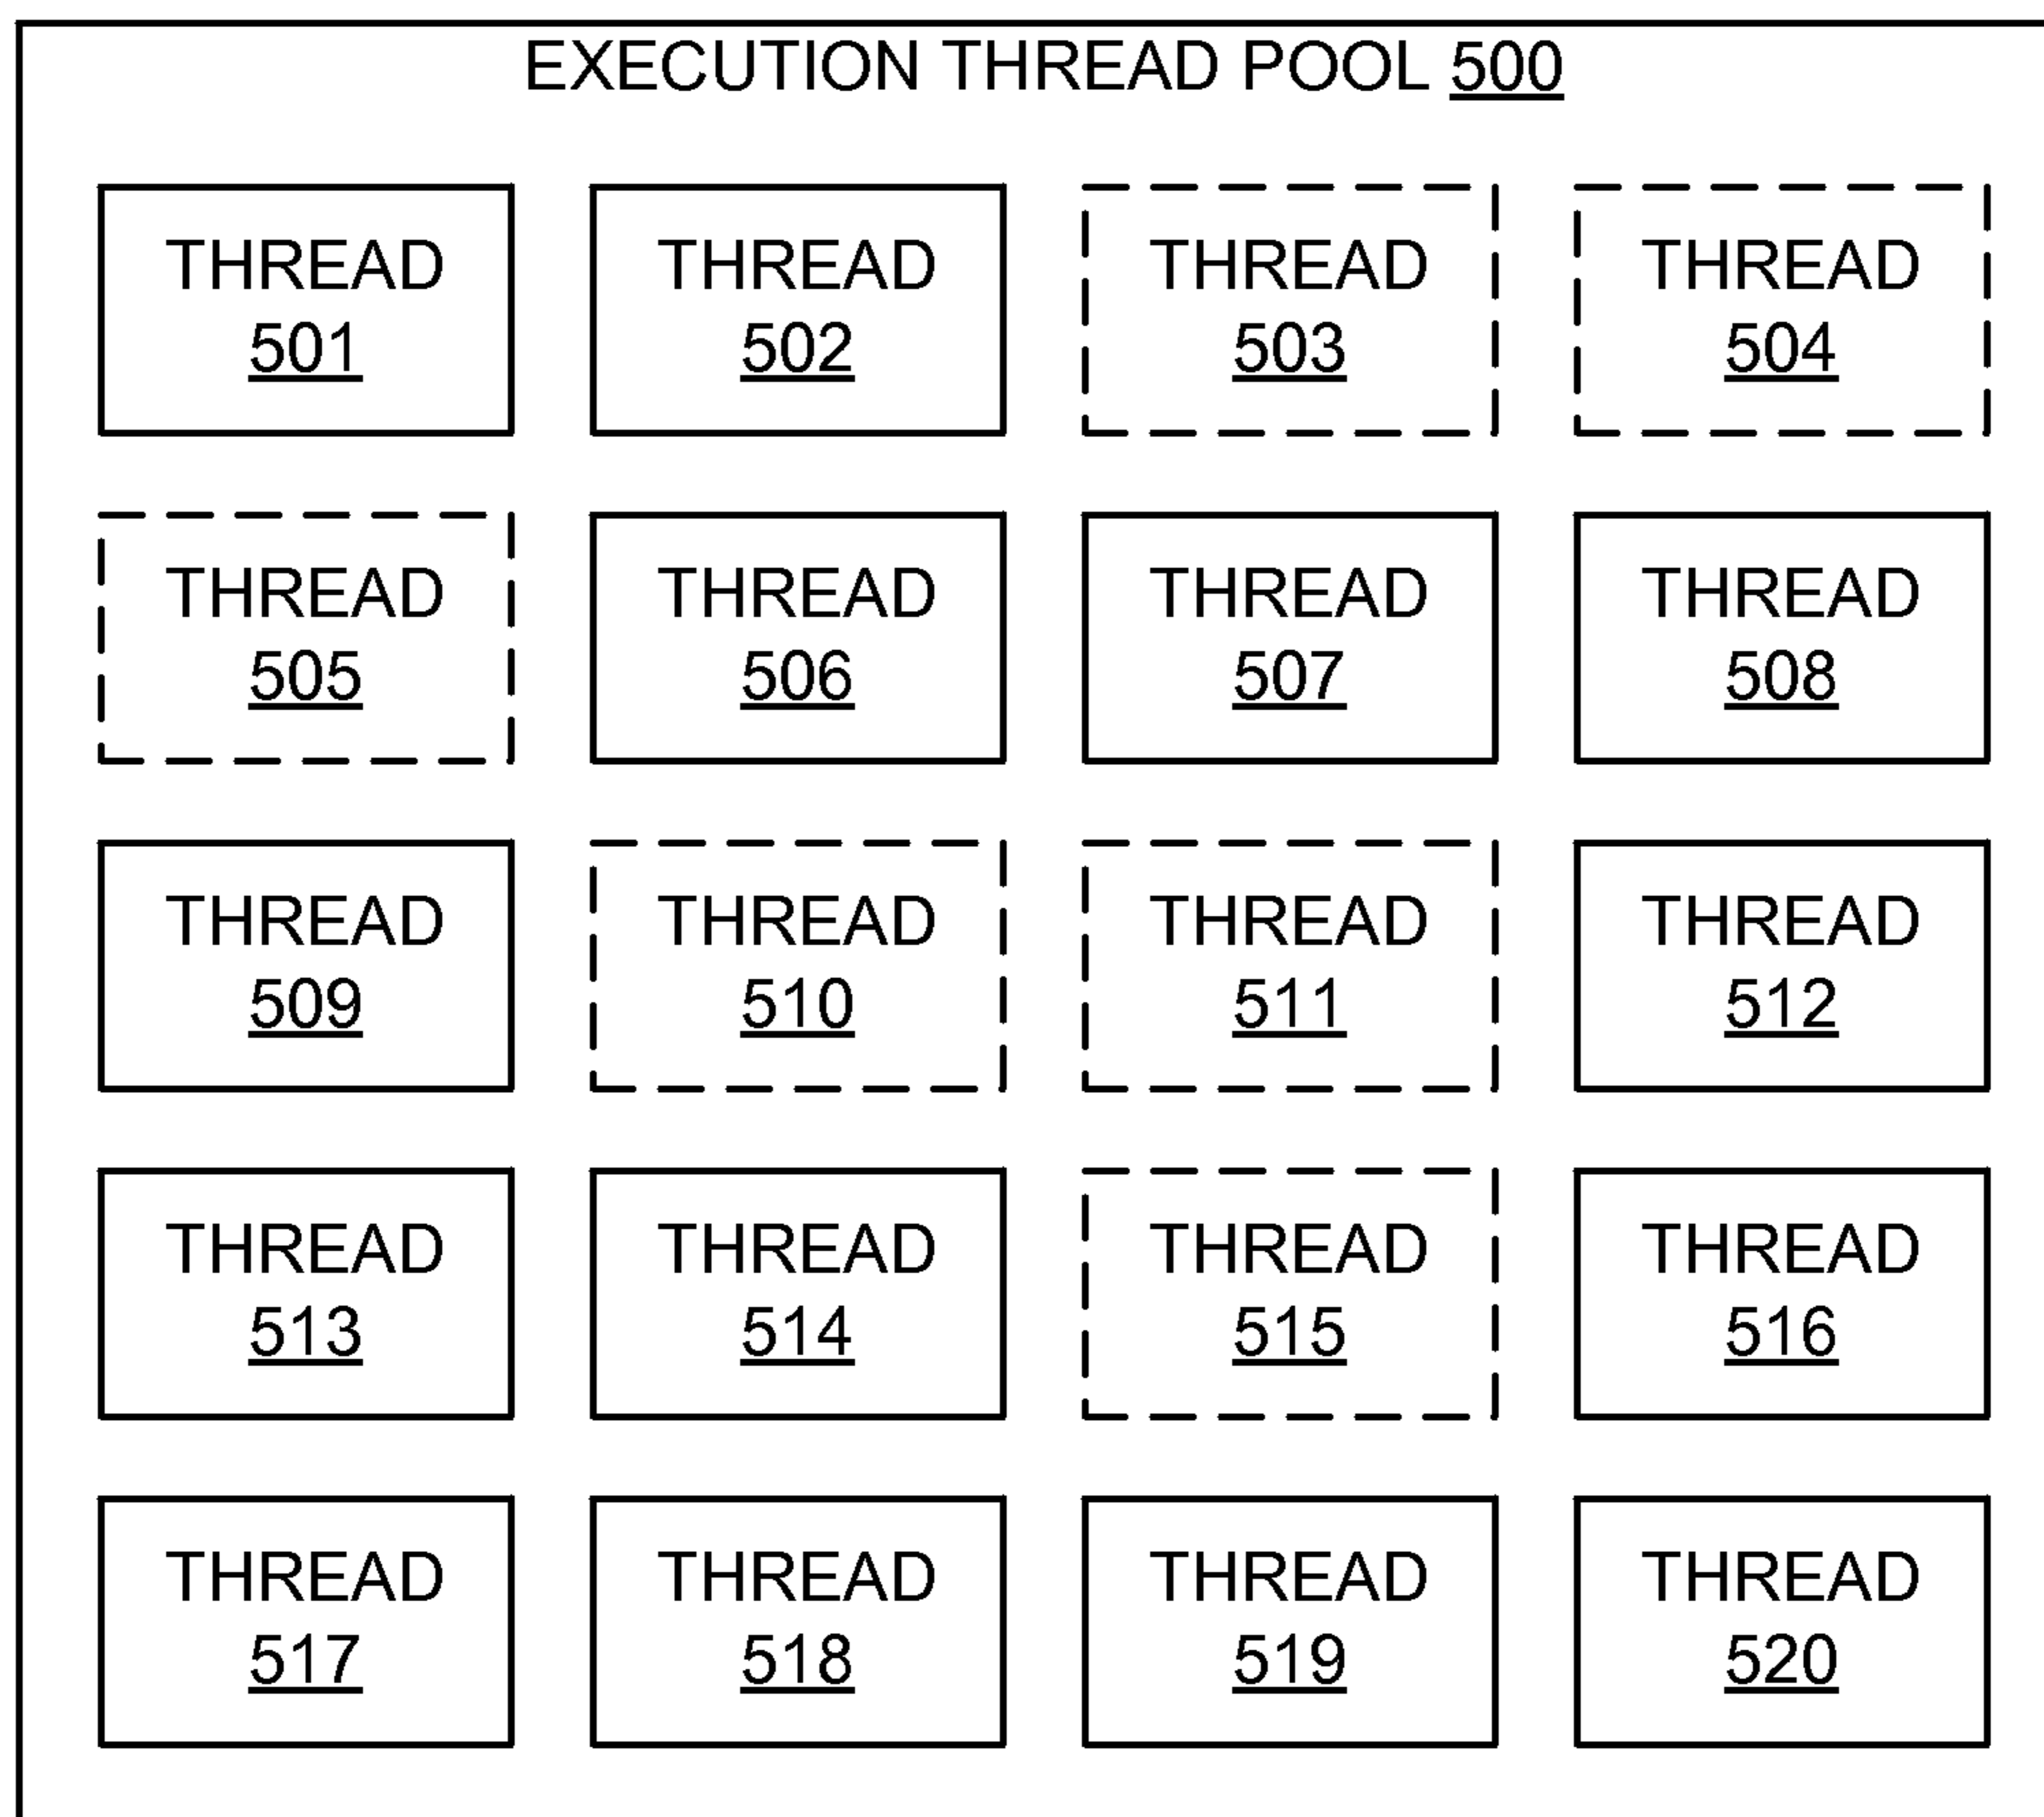 EXECUTION THREAD POOL 500
THREAD
501
THREAD
502
THREAD
503
THREAD
504
THREAD
505
THREAD
506
THREAD
507
THREAD
508
THREAD
509
THREAD
510
THREAD
511
THREAD
512
THREAD
513
THREAD
514
THREAD
515
THREAD
516
THREAD
517
THREAD
518
THREAD
519
THREAD
520